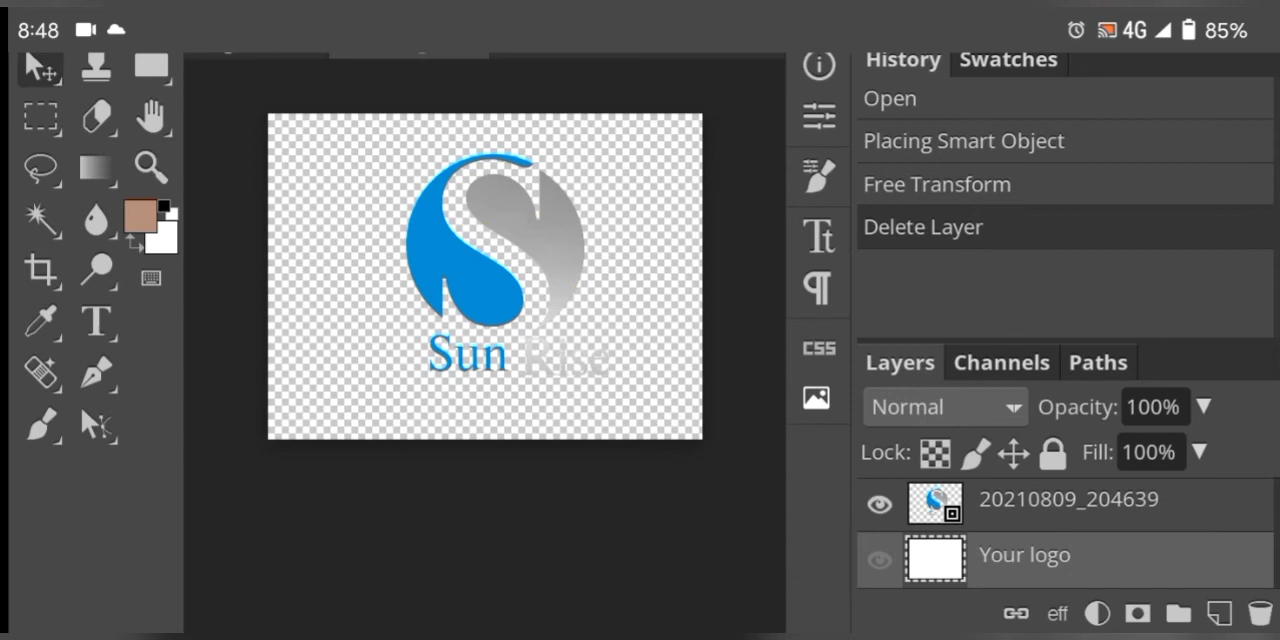 8:48
4G
85%
History Swatches
Open
Placing Smart Object
Free Transform
Delete Layer
Sun Rise
CSS
Layers Channels Paths
Normal Opacity: 100%
Lock: Fill: 100%
20210809_204639
Your logo
eff